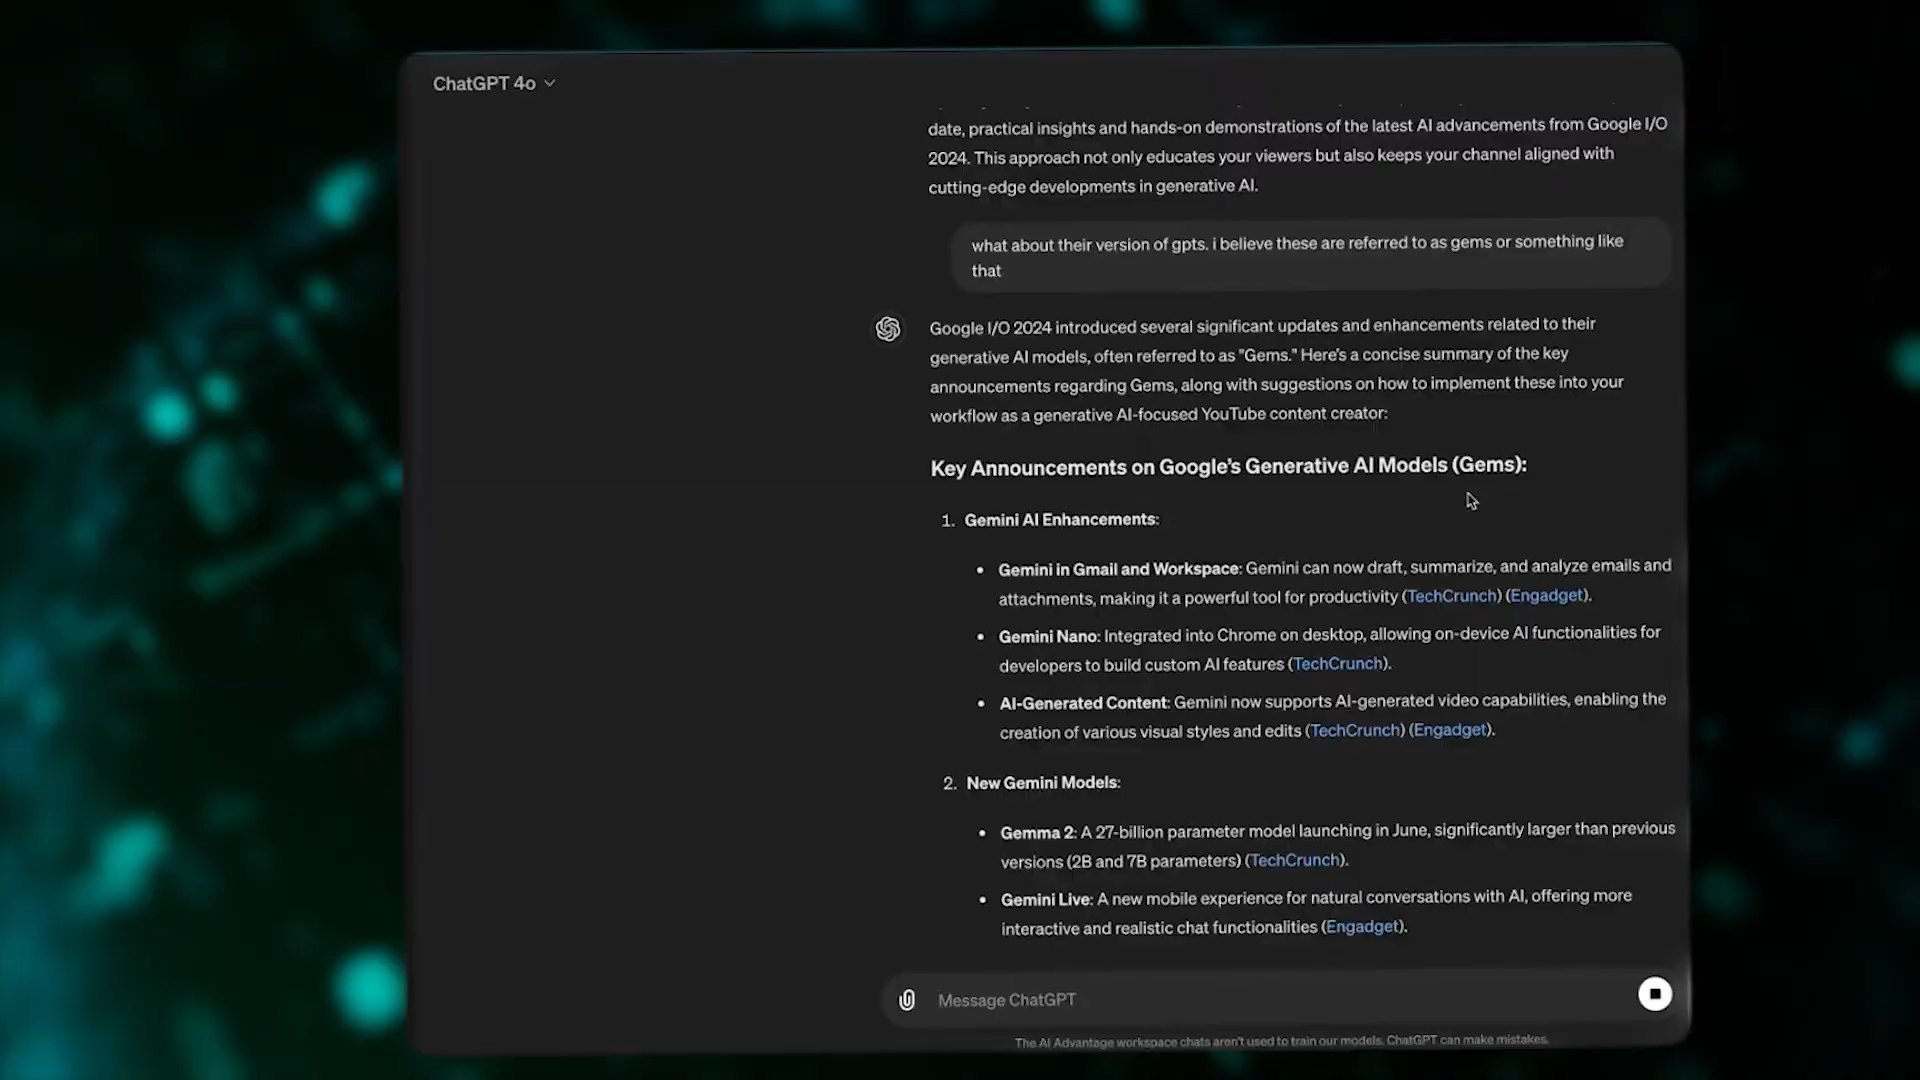 ChatGPT 4o
date, practical insights and hands-on demonstrations of the latest AI advancements from Google I/O
2024. This approach not only educates your viewers but also keeps your channel aligned with
cutting-edge developments in generative AI.
what about their version of gpts. i believe these are referred to as gems or something like
that
Google I/O 2024 introduced several significant updates and enhancements related to their
generative AI models, often referred to as "Gems." Here's a concise summary of the key
announcements regarding Gems, along with suggestions on how to implement these into your
workflow as a generative AI-focused YouTube content creator:
Key Announcements on Google's Generative AI Models (Gems):
1. Gemini AI Enhancements:
• Gemini in Gmail and Workspace: Gemini can now draft, summarize, and analyze emails and
attachments, making it a powerful tool for productivity (TechCrunch) (Engadget).
• Gemini Nano: Integrated into Chrome on desktop, allowing on-device AI functionalities for
developers to build custom AI features (TechCrunch).
• AI-Generated Content: Gemini now supports AI-generated video capabilities, enabling the
creation of various visual styles and edits (TechCrunch) (Engadget).
2. New Gemini Models:
• Gemma 2: A 27-billion parameter model launching in June, significantly larger than previous
versions (2B and 7B parameters) (TechCrunch).
• Gemini Live: A new mobile experience for natural conversations with AI, offering more
interactive and realistic chat functionalities (Engadget).
Message ChatGPT
The AI Advantage workspace chats aren't used to train our models. ChatGPT can make mistakes.